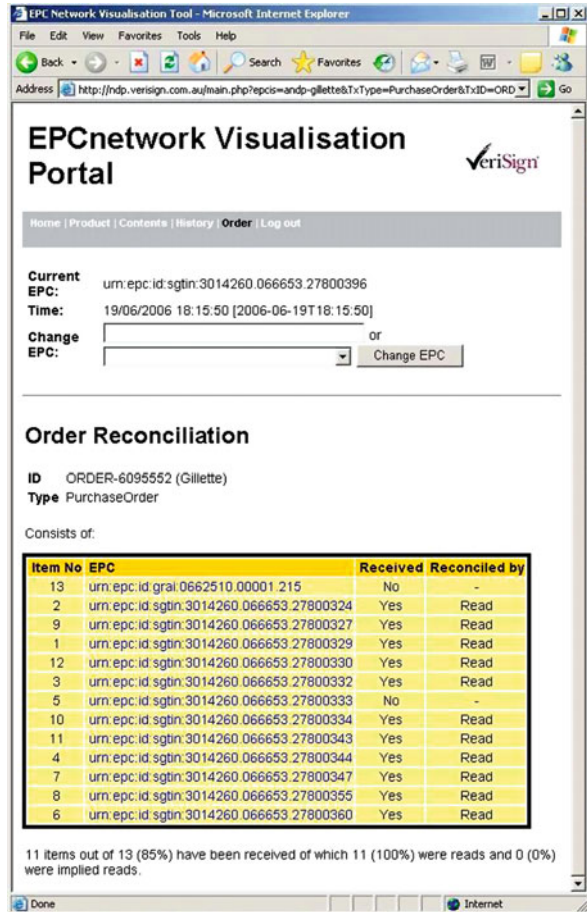 EPC Network Visualisation Tool - Microsoft Internet Explorer
File Edit View Favorites Tools Help
Back Search Favorites
Address http://ndp.verisign.com.au/main.php?epcis=andp-gillette&TxType=PurchaseOrder&TxID=ORD Go
EPCnetwork Visualisation
Portal
VeriSign
Home | Product | Contents | History | Order | Log out
Current
EPC: urn:epc:id:sgtin:3014260.066653.27800396
Time: 19/06/2006 18:15:50 [2006-06-19T18:15:50]
Change
EPC: or
Change EPC
Order Reconciliation
ID ORDER-6095552 (Gillette)
Type PurchaseOrder
Consists of:
Item No EPC Received Reconciled by
13 urn:epc:id:grai:0662510.00001.215 No -
2 urn:epc:id:sgtin:3014260.066653.27800324 Yes Read
9 urn:epc:id:sgtin:3014260.066653.27800327 Yes Read
1 urn:epc:id:sgtin:3014260.066653.27800329 Yes Read
12 urn:epc:id:sgtin:3014260.066653.27800330 Yes Read
3 urn:epc:id:sgtin:3014260.066653.27800332 Yes Read
5 urn:epc:id:sgtin:3014260.066653.27800333 No -
10 urn:epc:id:sgtin:3014260.066653.27800334 Yes Read
11 urn:epc:id:sgtin:3014260.066653.27800343 Yes Read
4 urn:epc:id:sgtin:3014260.066653.27800344 Yes Read
7 urn:epc:id:sgtin:3014260.066653.27800347 Yes Read
8 urn:epc:id:sgtin:3014260.066653.27800355 Yes Read
6 urn:epc:id:sgtin:3014260.066653.27800360 Yes Read
11 items out of 13 (85%) have been received of which 11 (100%) were reads and 0 (0%)
were implied reads.
Done Internet